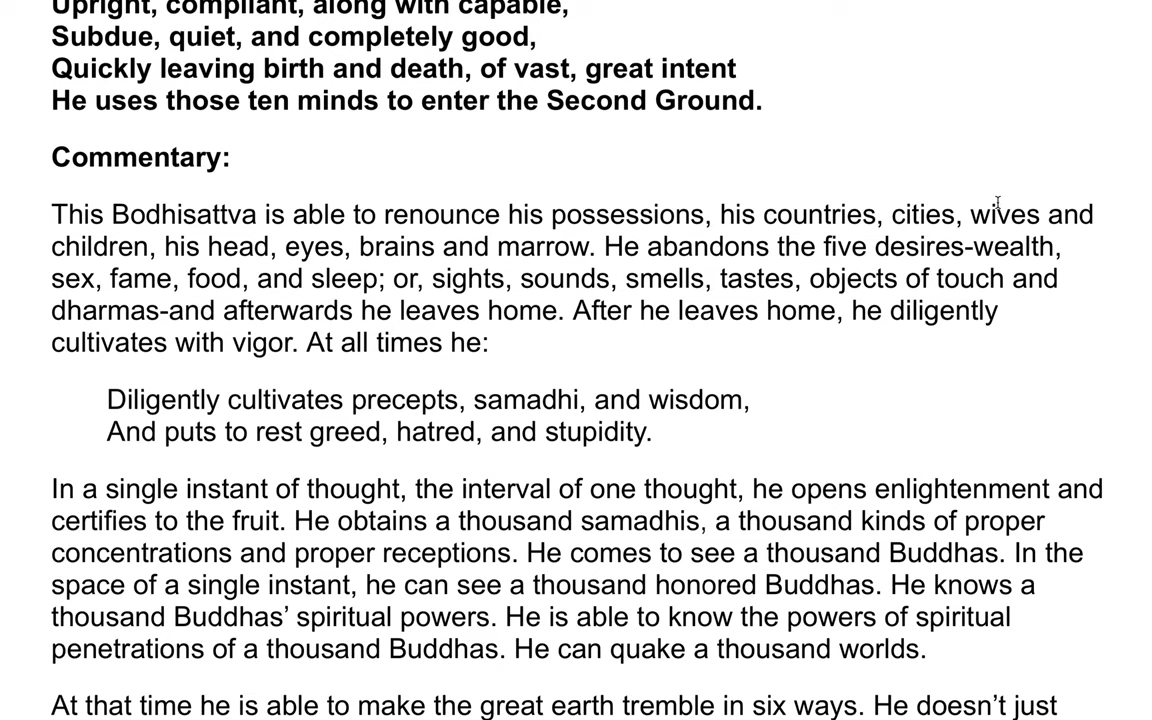 Upright, compliant, along with capable,
Subdue, quiet, and completely good,
Quickly leaving birth and death, of vast, great intent
He uses those ten minds to enter the Second Ground.
Commentary:
This Bodhisattva is able to renounce his possessions, his countries, cities, wives and
children, his head, eyes, brains and marrow. He abandons the five desires-wealth,
sex, fame, food, and sleep; or, sights, sounds, smells, tastes, objects of touch and
dharmas-and afterwards he leaves home. After he leaves home, he diligently
cultivates with vigor. At all times he:
Diligently cultivates precepts, samadhi, and wisdom,
And puts to rest greed, hatred, and stupidity.
In a single instant of thought, the interval of one thought, he opens enlightenment and
certifies to the fruit. He obtains a thousand samadhis, a thousand kinds of proper
concentrations and proper receptions. He comes to see a thousand Buddhas. In the
space of a single instant, he can see a thousand honored Buddhas. He knows a
thousand Buddhas’ spiritual powers. He is able to know the powers of spiritual
penetrations of a thousand Buddhas. He can quake a thousand worlds.
At that time he is able to make the great earth tremble in six ways. He doesn’t just